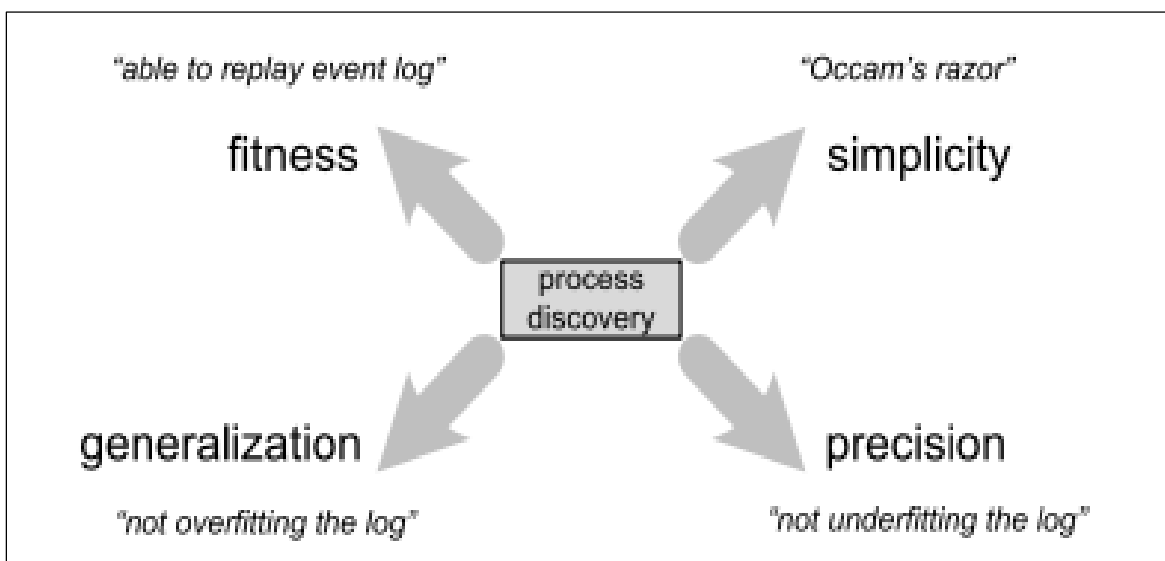 “able to replay event log”
“Occam’s razor”
fitness
simplicity
process
discovery
generalization
precision
“not overfitting the log”
“not underfitting the log”